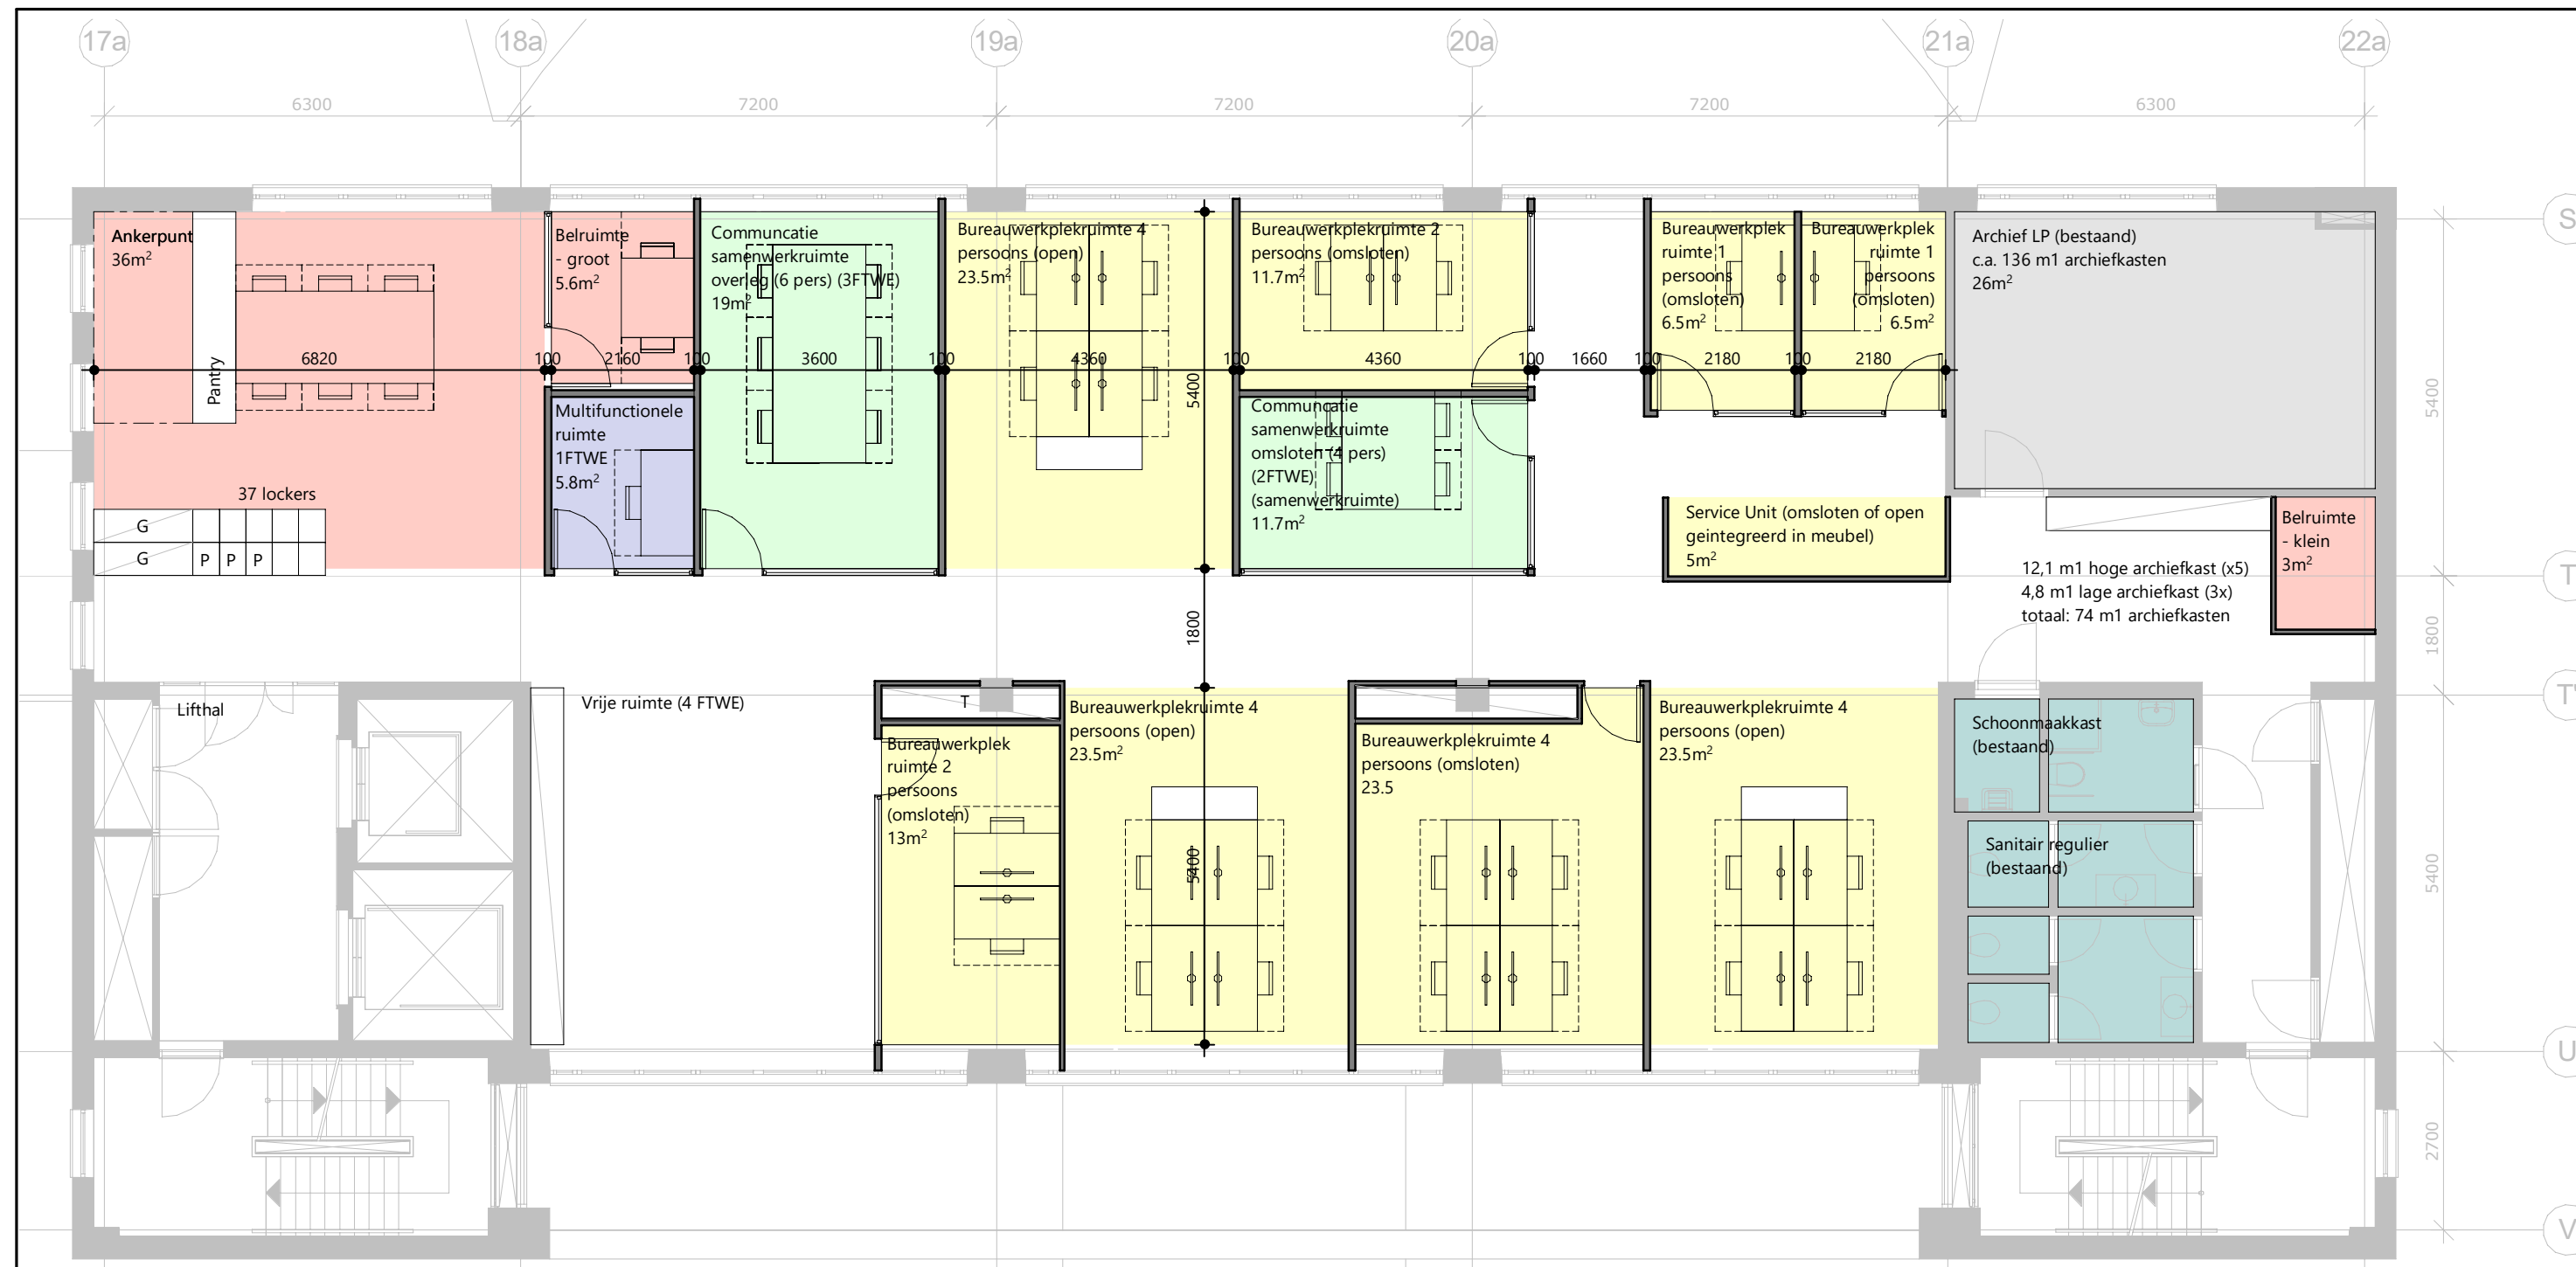 17a
18a
19a
20a
21a
22a
6300
7200
7200
7200
6300
S
T
T'
U
V
5400
1800
5400
2700
Ankerpunt
36m²
Pantry
37 lockers
G
G
P
P
P
Belruimte
- groot
5.6m²
Multifunctionele
ruimte
1FTWE
5.8m²
Communcatie
samenwerkruimte
overleg (6 pers) (3FTWE)
19m²
Bureauwerkplekruimte 4
persoons (open)
23.5m²
Bureauwerkplekruimte 2
persoons (omsloten)
11.7m²
Communcatie
samenwerkruimte
omsloten (4 pers)
(2FTWE)
(samenwerkruimte)
11.7m²
Bureauwerkplek
ruimte 1
persoons
(omsloten)
6.5m²
Bureauwerkplek
ruimte 1
persoons
(omsloten)
6.5m²
Archief LP (bestaand)
c.a. 136 m1 archiefkasten
26m²
6820
100
2160
100
3600
100
4360
100
4360
100
1660
100
2180
100
2180
5400
1800
5400
Service Unit (omsloten of open
geintegreerd in meubel)
5m²
Belruimte
- klein
3m²
12,1 m1 hoge archiefkast (x5)
4,8 m1 lage archiefkast (3x)
totaal: 74 m1 archiefkasten
Lifthal
Vrije ruimte (4 FTWE)
T
Bureauwerkplek
ruimte 2
persoons
(omsloten)
13m²
Bureauwerkplekruimte 4
persoons (open)
23.5m²
Bureauwerkplekruimte 4
persoons (omsloten)
23.5
Bureauwerkplekruimte 4
persoons (open)
23.5m²
Schoonmaakkast
(bestaand)
Sanitair regulier
(bestaand)